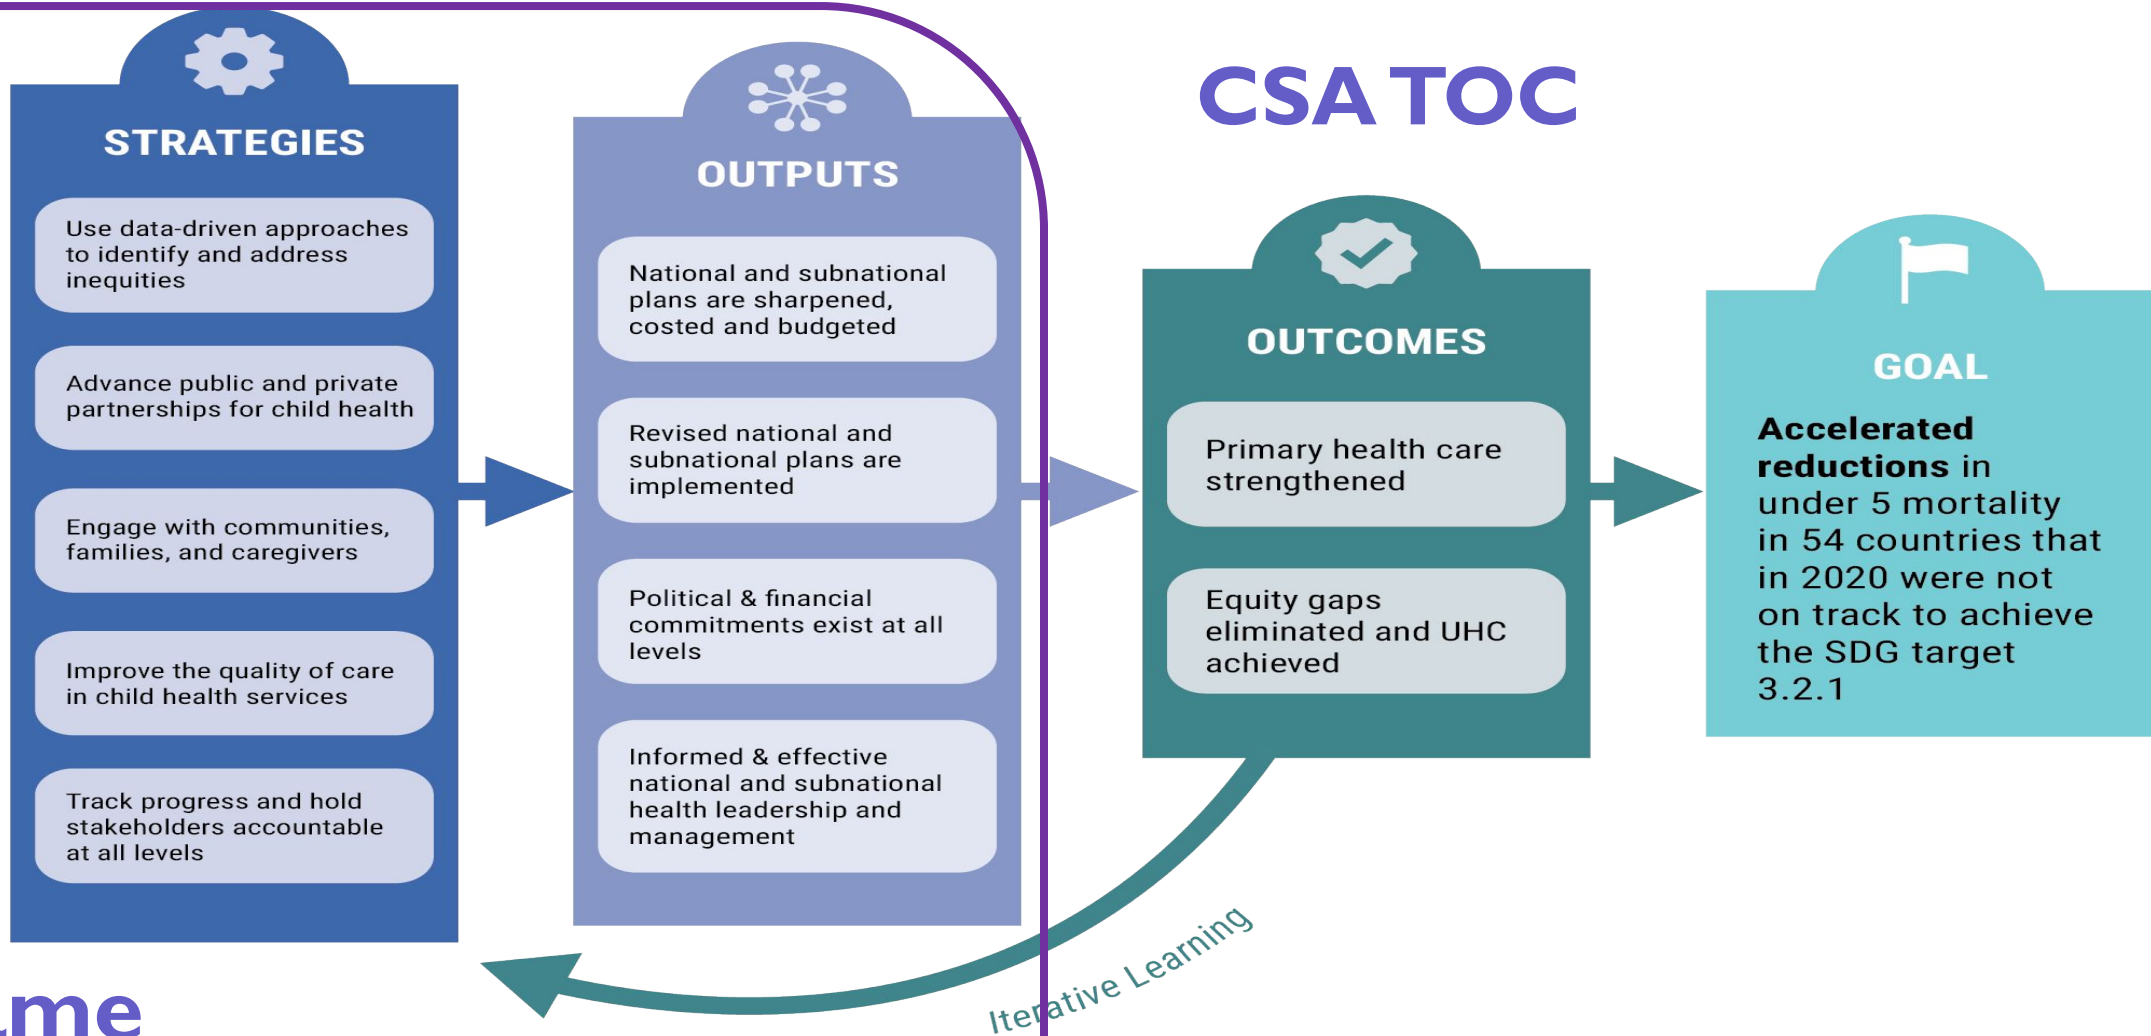 CSA TOC
STRATEGIES
Use data-driven approaches
to identify and address
inequities
Advance public and private
partnerships for child health
Engage with communities,
families, and caregivers
Improve the quality of care
in child health services
Track progress and hold
stakeholders accountable
at all levels
OUTPUTS
National and subnational
plans are sharpened,
costed and budgeted
Revised national and
subnational plans are
implemented
Political & financial
commitments exist at all
levels
Informed & effective
national and subnational
health leadership and
management
OUTCOMES
Primary health care
strengthened
Equity gaps
eliminated and UHC
achieved
GOAL
Accelerated
reductions in
under 5 mortality
in 54 countries that
in 2020 were not
on track to achieve
the SDG target
3.2.1
Iterative Learning